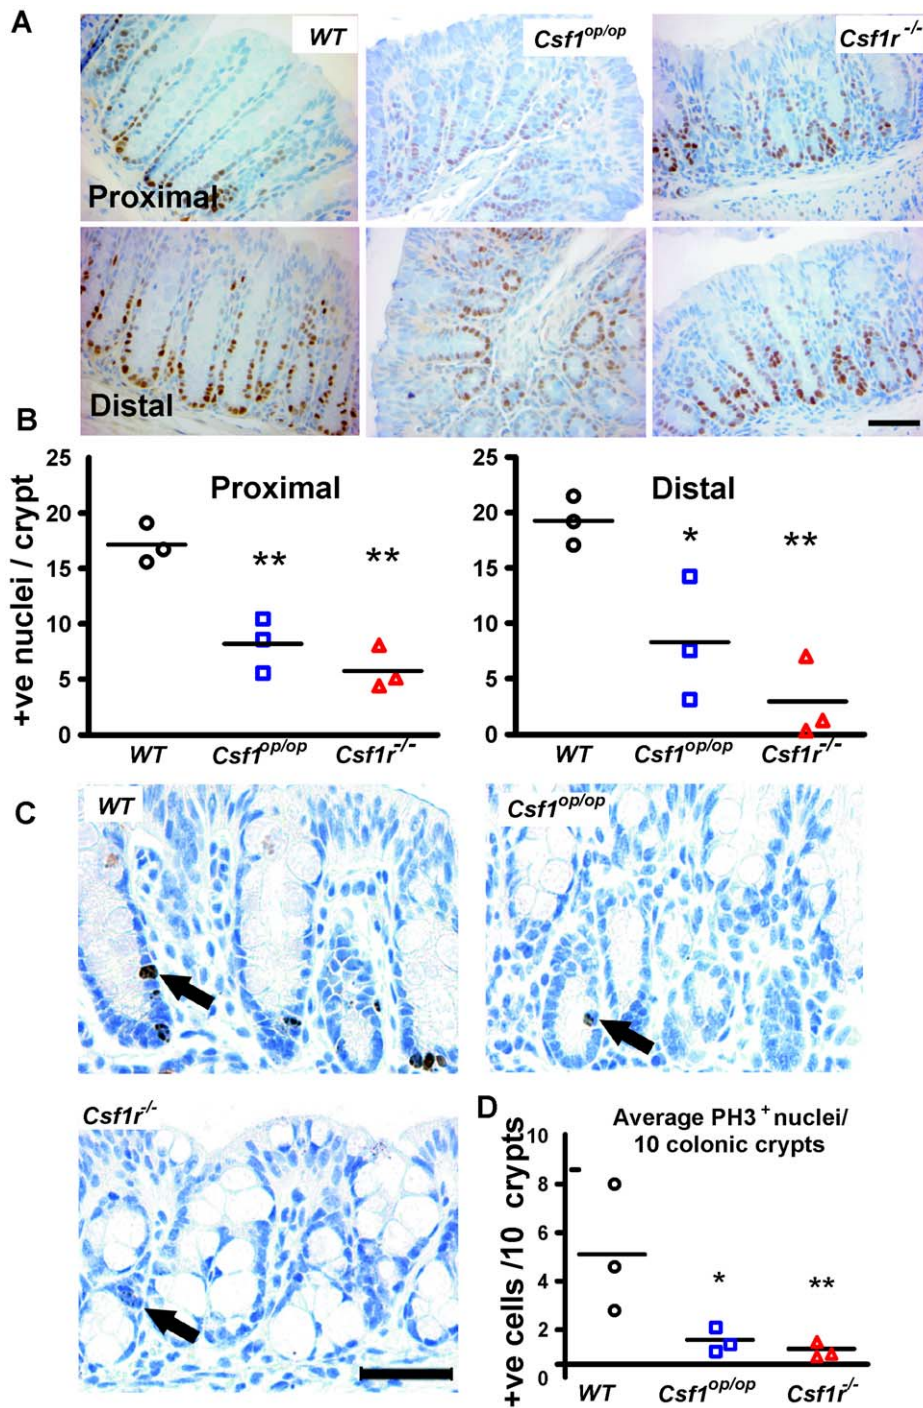 A
WT
Csf1op/op
Csf1r -/-
Proximal
Distal
B
+ve nuclei / crypt
25
20
15
10
5
0
Proximal
**
**
WT
Csf1op/op
Csf1r-/-
25
20
15
10
5
0
Distal
*
**
WT
Csf1op/op
Csf1r-/-
C
WT
Csf1op/op
Csf1r-/-
D
Average PH3 + nuclei/
10 colonic crypts
+ve cells /10 crypts
10
8
6
4
2
0
*
**
WT
Csf1op/op
Csf1r-/-